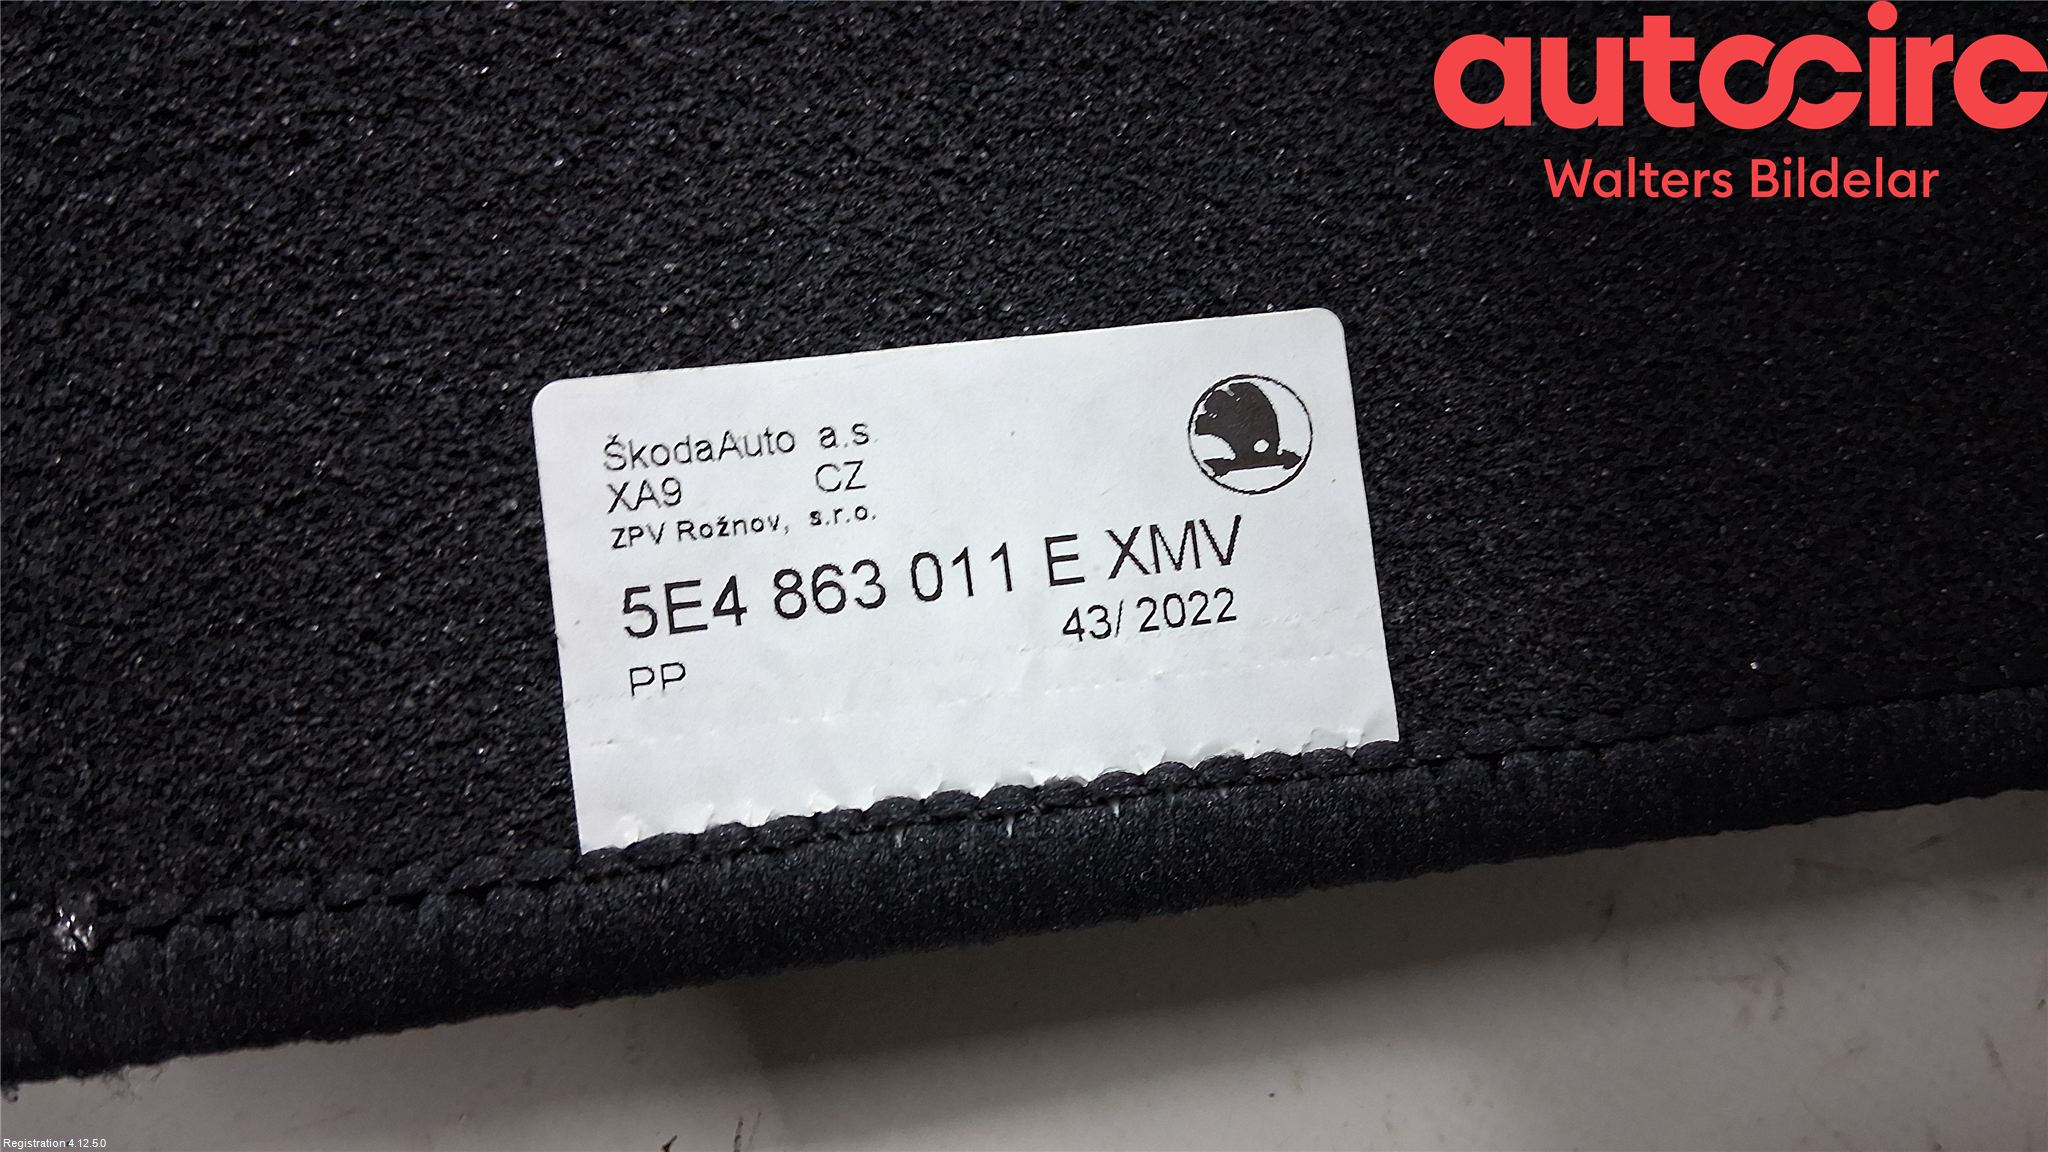 autocirc
Walters Bildelar
ŠkodaAuto a.s.
XA9 CZ
ZPV Rožnov, s.r.o.
5E4 863 011 E XMV
43/2022
PP
Registration 4.12.5.0